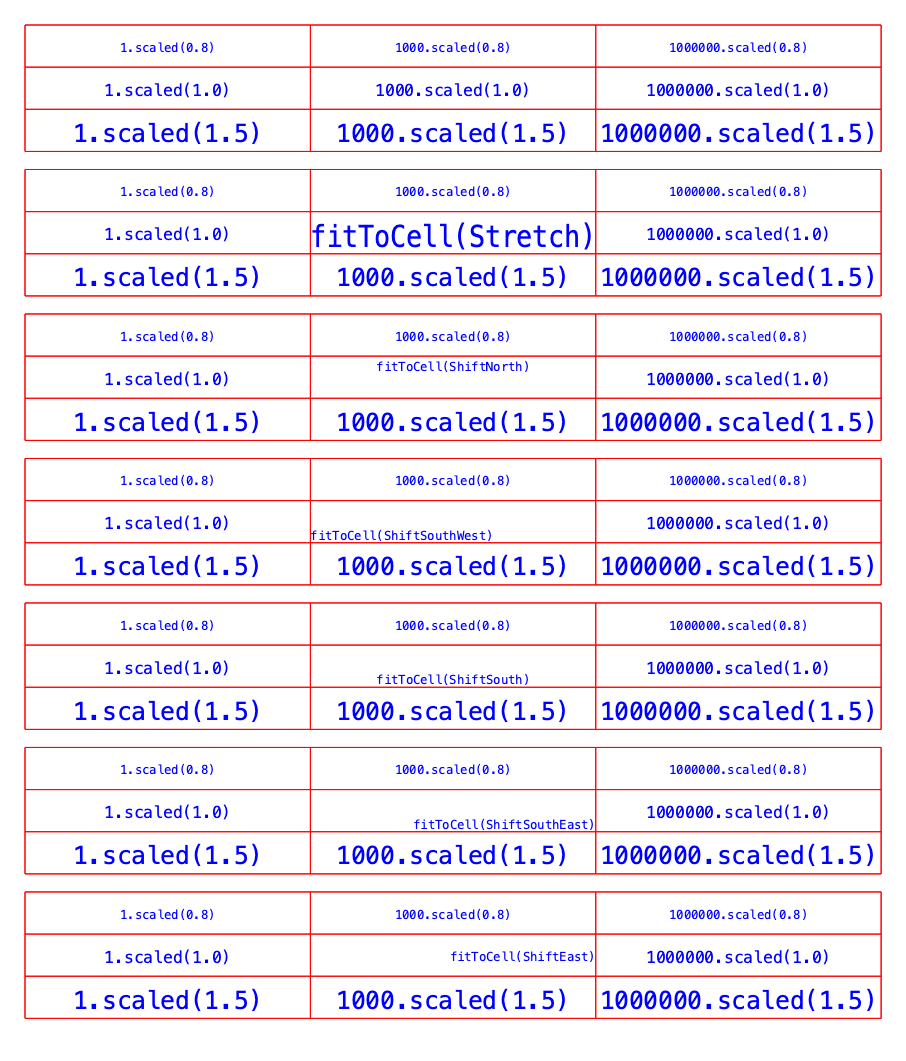 1.scaled(0.8) 1000.scaled(0.8) 1000000.scaled(0.8)
1.scaled(1.0) 1000.scaled(1.0) 1000000.scaled(1.0)
1.scaled(1.5) 1000.scaled(1.5) 1000000.scaled(1.5)
1.scaled(0.8) 1000.scaled(0.8) 1000000.scaled(0.8)
1.scaled(1.0) fitToCell(Stretch) 1000000.scaled(1.0)
1.scaled(1.5) 1000.scaled(1.5) 1000000.scaled(1.5)
1.scaled(0.8) 1000.scaled(0.8) 1000000.scaled(0.8)
1.scaled(1.0) fitToCell(ShiftNorth) 1000000.scaled(1.0)
1.scaled(1.5) 1000.scaled(1.5) 1000000.scaled(1.5)
1.scaled(0.8) 1000.scaled(0.8) 1000000.scaled(0.8)
1.scaled(1.0) fitToCell(ShiftSouthWest) 1000000.scaled(1.0)
1.scaled(1.5) 1000.scaled(1.5) 1000000.scaled(1.5)
1.scaled(0.8) 1000.scaled(0.8) 1000000.scaled(0.8)
1.scaled(1.0) fitToCell(ShiftSouth) 1000000.scaled(1.0)
1.scaled(1.5) 1000.scaled(1.5) 1000000.scaled(1.5)
1.scaled(0.8) 1000.scaled(0.8) 1000000.scaled(0.8)
1.scaled(1.0) fitToCell(ShiftSouthEast) 1000000.scaled(1.0)
1.scaled(1.5) 1000.scaled(1.5) 1000000.scaled(1.5)
1.scaled(0.8) 1000.scaled(0.8) 1000000.scaled(0.8)
1.scaled(1.0) fitToCell(ShiftEast) 1000000.scaled(1.0)
1.scaled(1.5) 1000.scaled(1.5) 1000000.scaled(1.5)